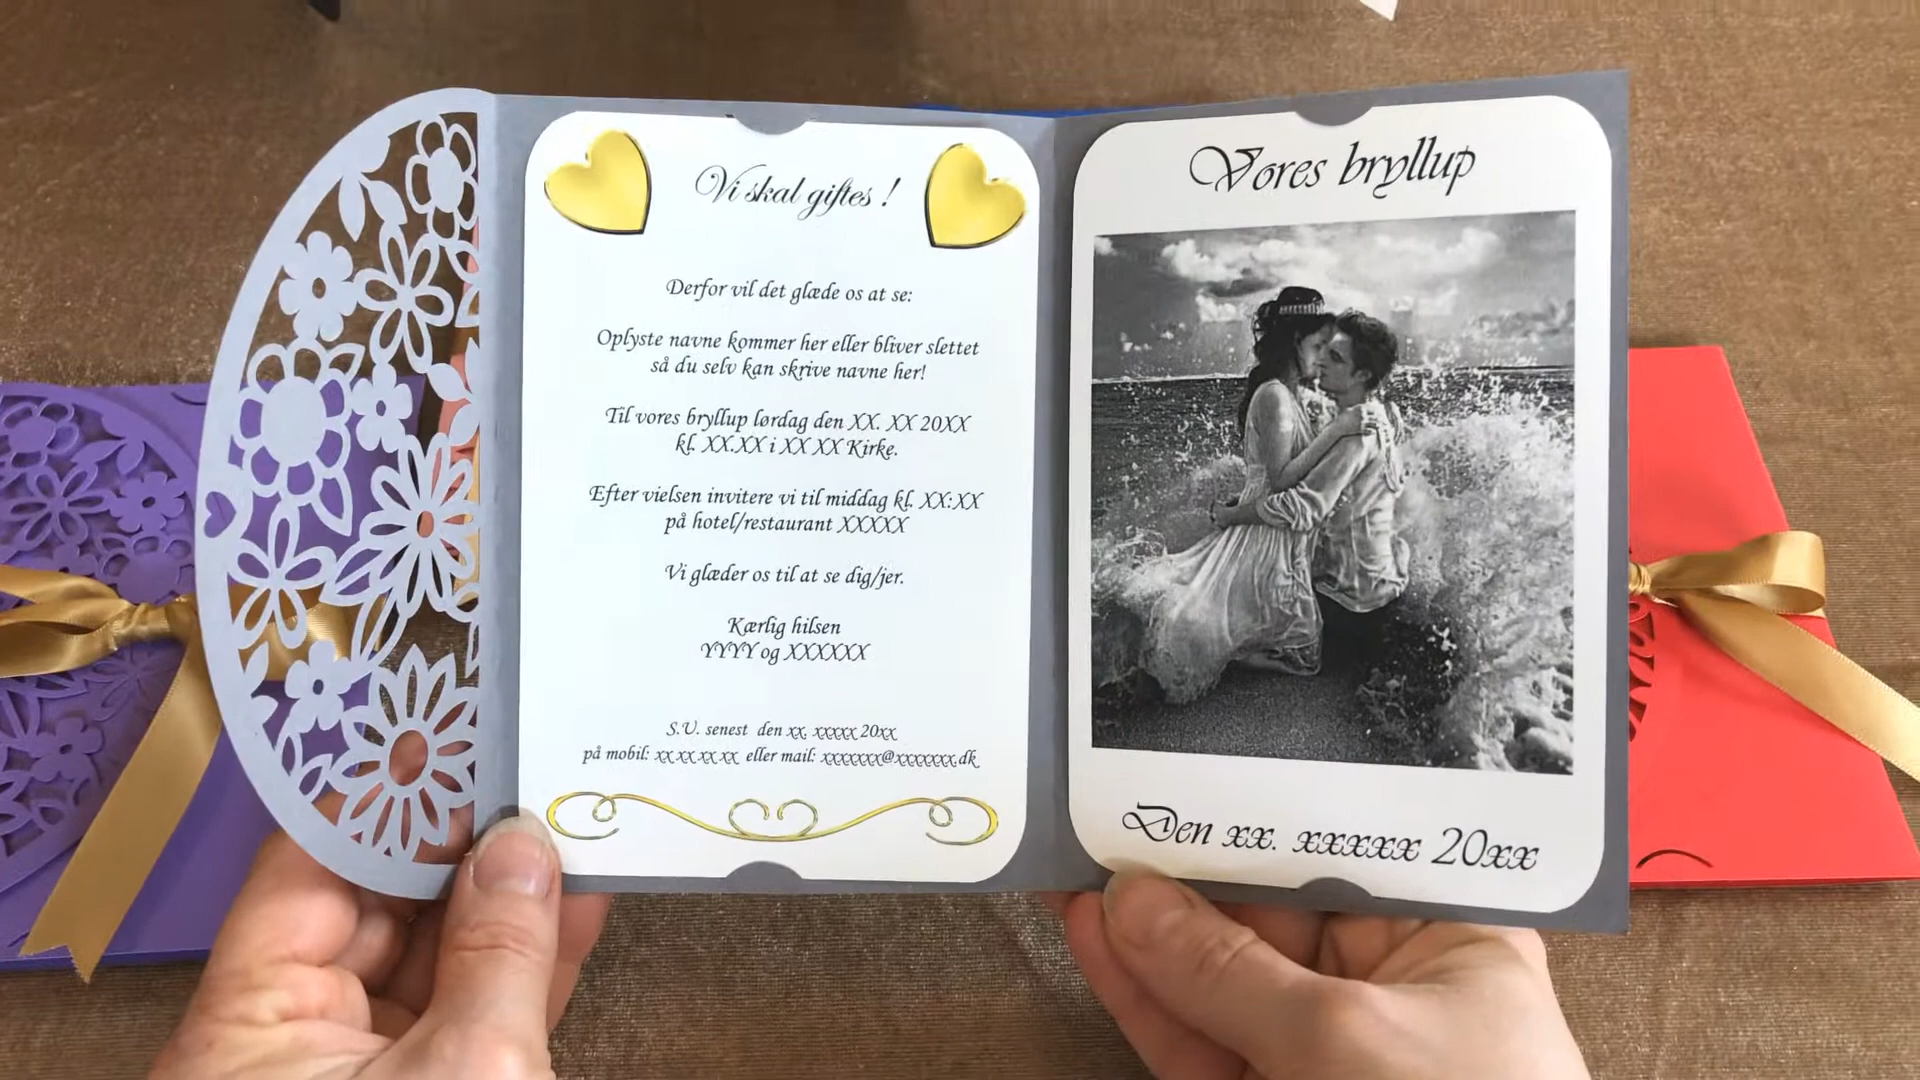 Vi skal giftes !
Derfor vil det glæde os at se:
Oplyste navne kommer her eller bliver slettet
så du selv kan skrive navne her!
Til vores bryllup lørdag den XX. XX 20XX
kl. XX.XX i XX XX Kirke.
Efter vielsen invitere vi til middag kl. XX:XX
på hotel/restaurant XXXXX
Vi glæder os til at se dig/jer.
Kærlig hilsen
YYYY og XXXXXX
S.U. senest den xx. xxxxx 20xx
på mobil: xx xx xx xx eller mail: xxxxxxx@xxxxxxx.dk
Vores bryllup
Den xx. xxxxx 20xx